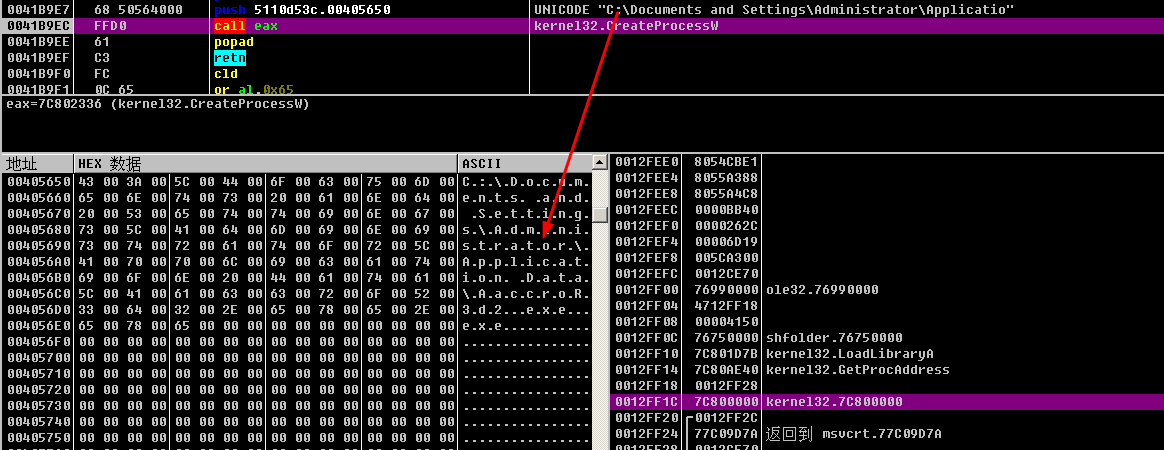 0041B9E7 68 50564000 push 5110d53c.00405650 UNICODE "C:\Documents and Settings\Administrator\Applicatio"
0041B9EC FFD0 call eax kernel32.CreateProcessW
0041B9EE 61 popad
0041B9EF C3 retn
0041B9F0 FC cld
0041B9F1 0C 65 or al,0x65
eax=7C802336 (kernel32.CreateProcessW)
地址 HEX 数据 ASCII
00405650 43 00 3A 00 5C 00 44 00 6F 00 63 00 75 00 6D 00 C.:.\.D.o.c.u.m.
00405660 65 00 6E 00 74 00 73 00 20 00 61 00 6E 00 64 00 e.n.t.s. .a.n.d.
00405670 20 00 53 00 65 00 74 00 74 00 69 00 6E 00 67 00  .S.e.t.t.i.n.g.
00405680 73 00 5C 00 41 00 64 00 6D 00 69 00 6E 00 69 00 s.\.A.d.m.i.n.i.
00405690 73 00 74 00 72 00 61 00 74 00 6F 00 72 00 5C 00 s.t.r.a.t.o.r.\.
004056A0 41 00 70 00 70 00 6C 00 69 00 63 00 61 00 74 00 A.p.p.l.i.c.a.t.
004056B0 69 00 6F 00 6E 00 20 00 44 00 61 00 74 00 61 00 i.o.n. .D.a.t.a.
004056C0 5C 00 41 00 61 00 63 00 63 00 72 00 6F 00 52 00 \.A.a.c.c.r.o.R.
004056D0 33 00 64 00 32 00 2E 00 65 00 78 00 65 00 2E 00 3.d.2...e.x.e...
004056E0 65 00 78 00 65 00 00 00 00 00 00 00 00 00 00 00 e.x.e...........
004056F0 00 00 00 00 00 00 00 00 00 00 00 00 00 00 00 00 ................
00405700 00 00 00 00 00 00 00 00 00 00 00 00 00 00 00 00 ................
00405710 00 00 00 00 00 00 00 00 00 00 00 00 00 00 00 00 ................
00405720 00 00 00 00 00 00 00 00 00 00 00 00 00 00 00 00 ................
00405730 00 00 00 00 00 00 00 00 00 00 00 00 00 00 00 00 ................
00405740 00 00 00 00 00 00 00 00 00 00 00 00 00 00 00 00 ................
00405750 00 00 00 00 00 00 00 00 00 00 00 00 00 00 00 00 ................
0012FEE0 8054CBE1
0012FEE4 8055A388
0012FEE8 8055A4C8
0012FEEC 0000BB40
0012FEF0 0000262C
0012FEF4 00006D19
0012FEF8 005CA300
0012FEFC 0012CE70
0012FF00 76990000 ole32.76990000
0012FF04 4712FF18
0012FF08 00004150
0012FF0C 76750000 shfolder.76750000
0012FF10 7C801D7B kernel32.LoadLibraryA
0012FF14 7C80AE40 kernel32.GetProcAddress
0012FF18 0012FF28
0012FF1C 7C800000 kernel32.7C800000
0012FF20 0012FF2C
0012FF24 77C09D7A 返回到 msvcrt.77C09D7A